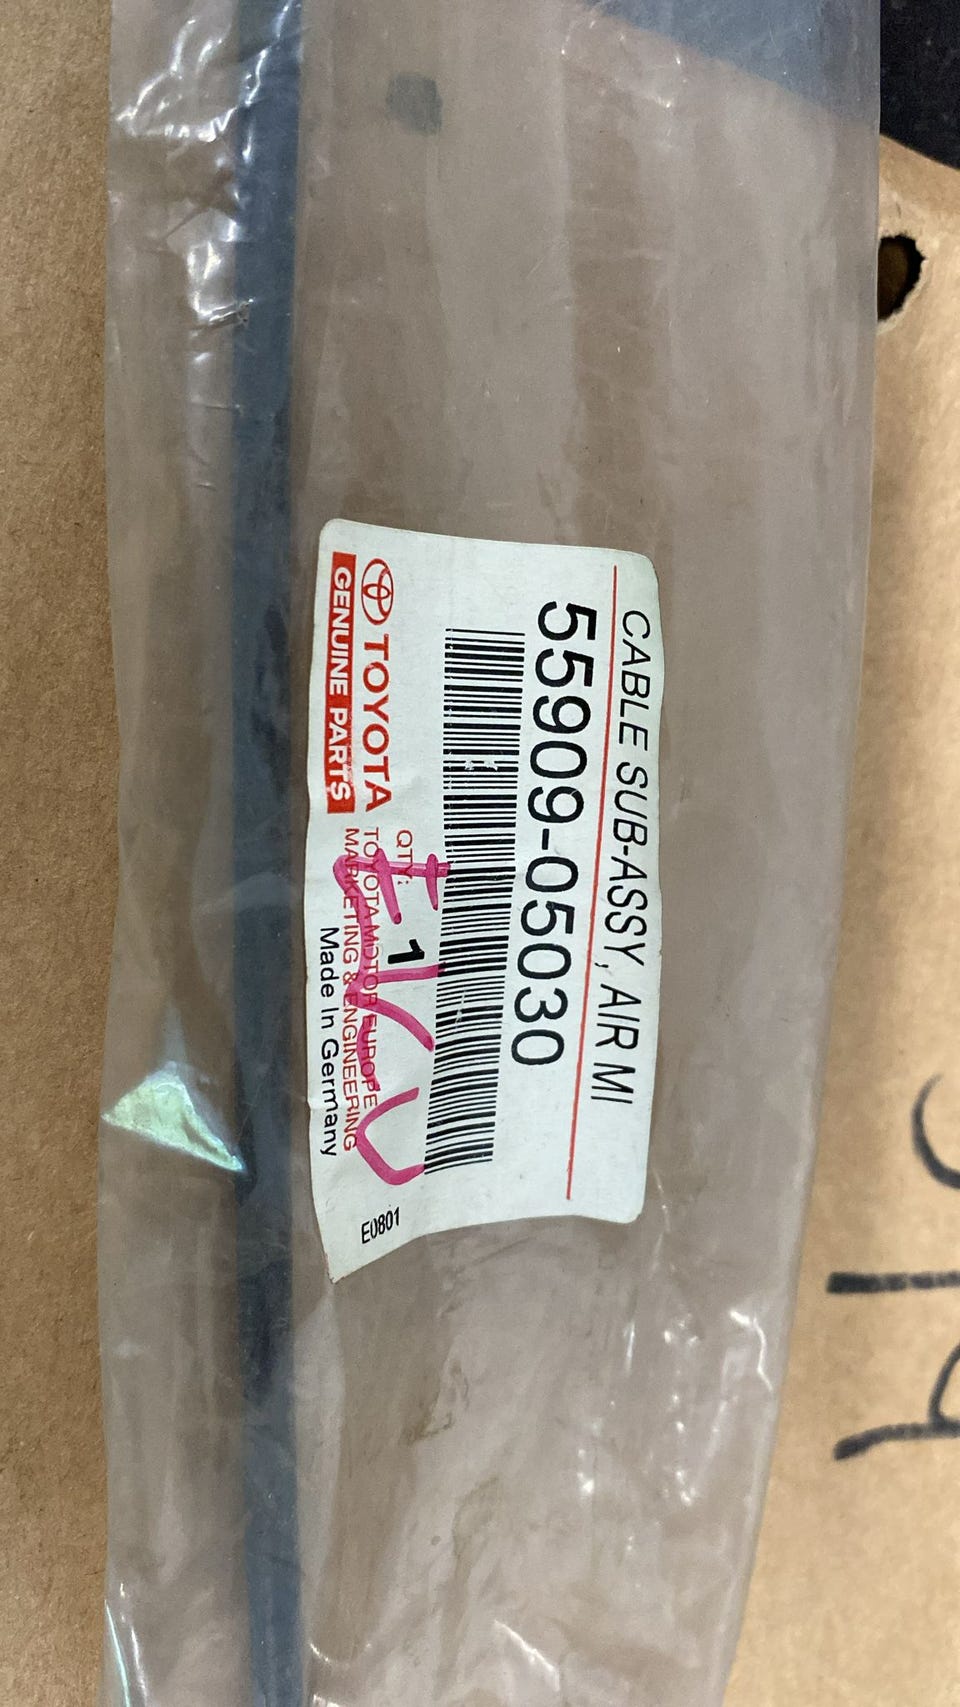 CABLE SUB-ASSY, AIR MI
55909-05030
QTY: 1
TOYOTA
GENUINE PARTS
TOYOTA MOTOR EUROPE
MARKETING & ENGINEERING
Made In Germany
E0801